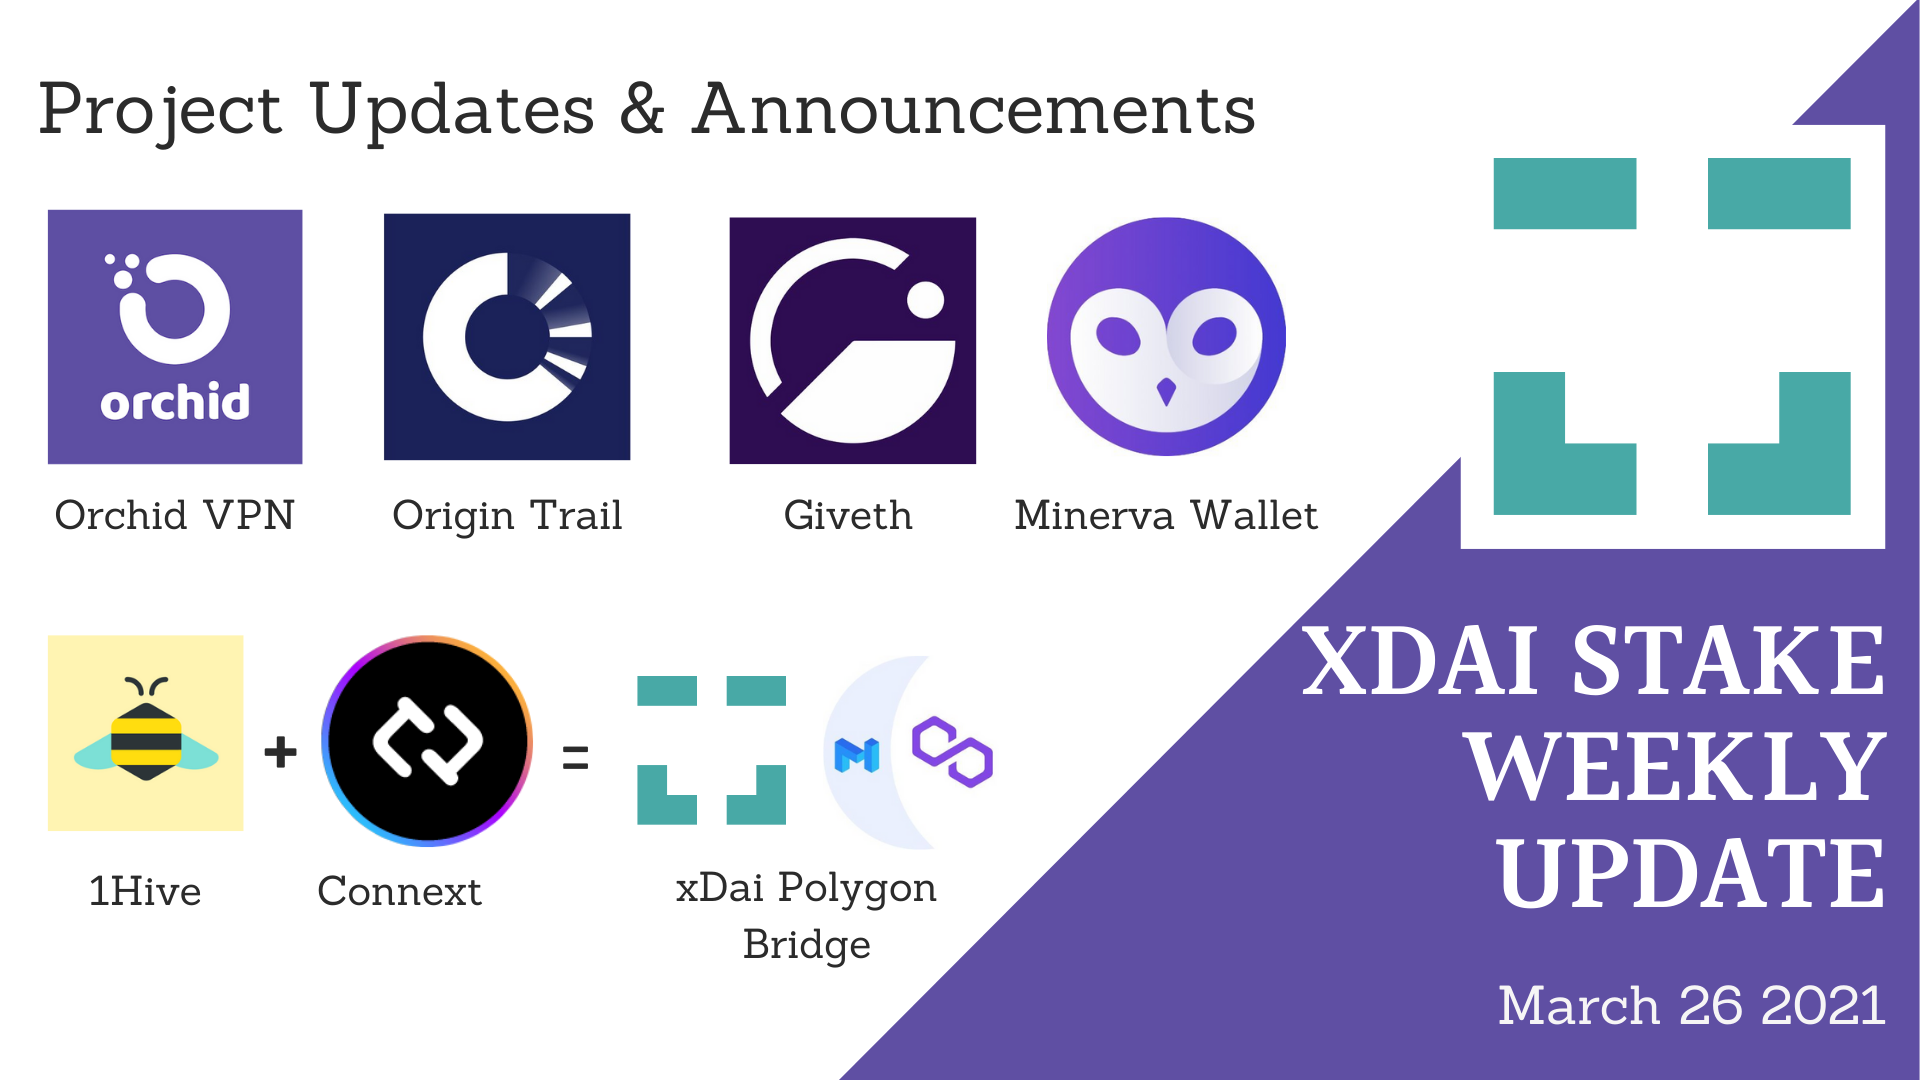 Project Updates & Announcements
orchid
Orchid VPN
Origin Trail
Giveth
Minerva Wallet
+
=
1Hive
Connext
xDai Polygon
Bridge
XDAI STAKE
WEEKLY
UPDATE
March 26 2021